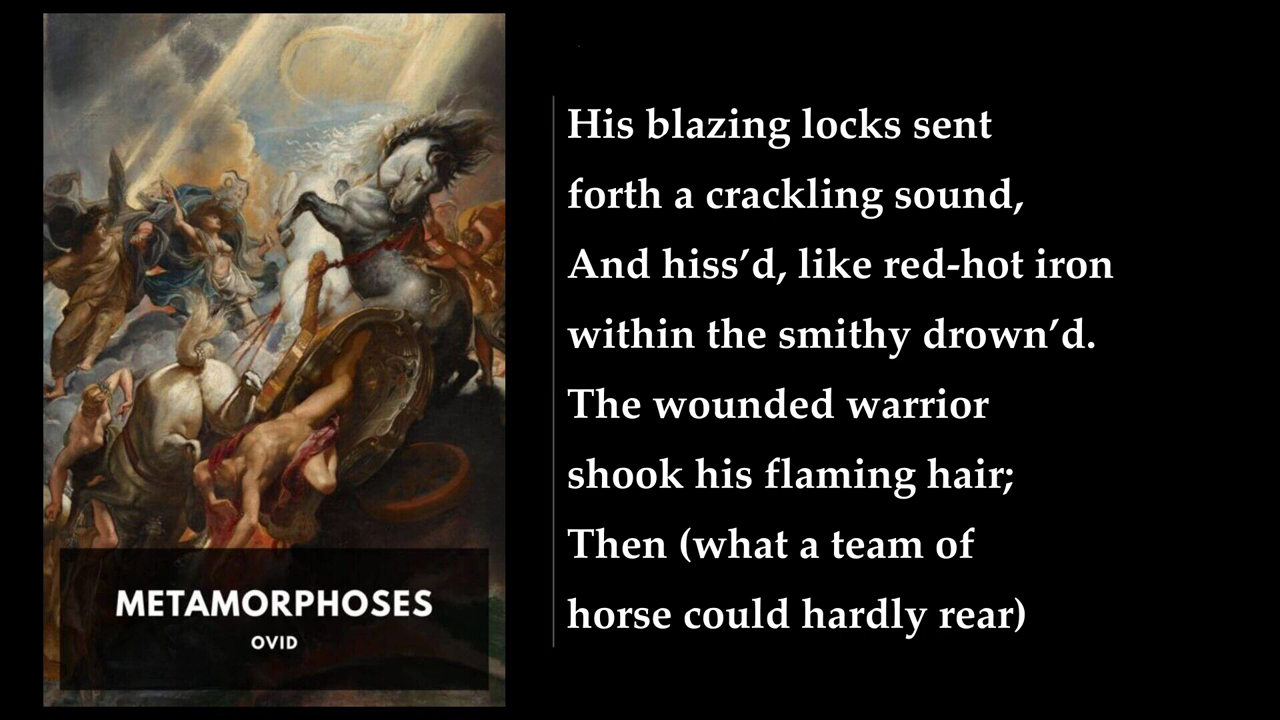 METAMORPHOSES
OVID
His blazing locks sent
forth a crackling sound,
And hiss’d, like red-hot iron
within the smithy drown’d.
The wounded warrior
shook his flaming hair;
Then (what a team of
horse could hardly rear)